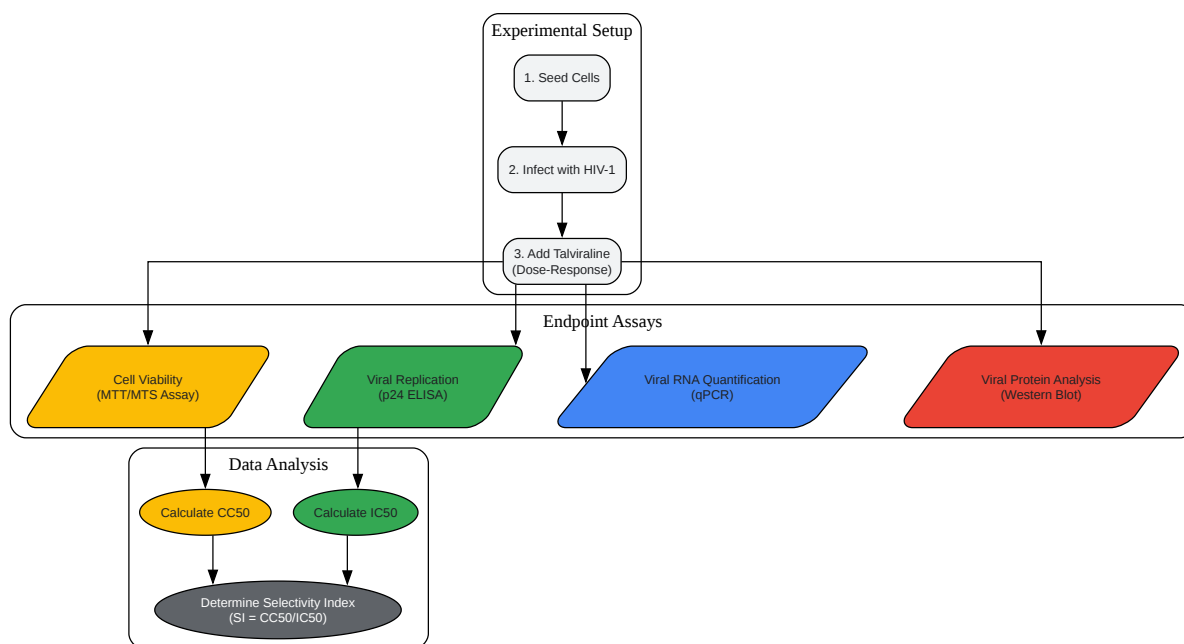 Experimental Setup
1. Seed Cells
2. Infect with HIV-1
3. Add Talviraline
(Dose-Response)
Endpoint Assays
Cell Viability
(MTT/MTS Assay)
Viral Replication
(p24 ELISA)
Viral RNA Quantification
(qPCR)
Viral Protein Analysis
(Western Blot)
Data Analysis
Calculate CC50
Calculate IC50
Determine Selectivity Index
(SI = CC50/IC50)